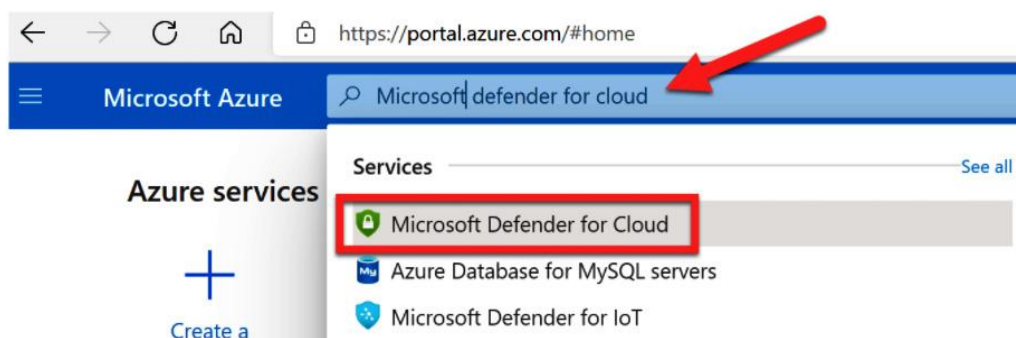 https://portal.azure.com/#home
Microsoft Azure
Microsoft defender for cloud
Services
See all
Azure services
Microsoft Defender for Cloud
My
Azure Database for MySQL servers
Microsoft Defender for IoT
Create a